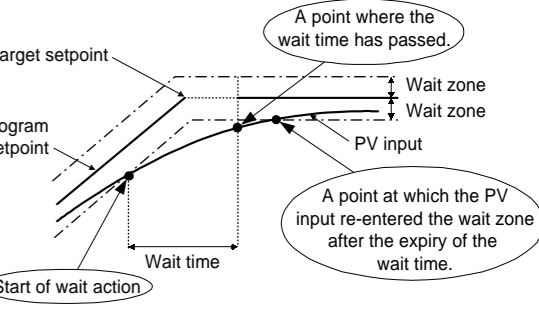 A point where the
wait time has passed.
arget setpoint
Wait zone
Wait zone
ogram
etpoint
PV input
A point at which the PV
input re-entered the wait zone
after the expiry of the
wait time.
Wait time
Start of wait action